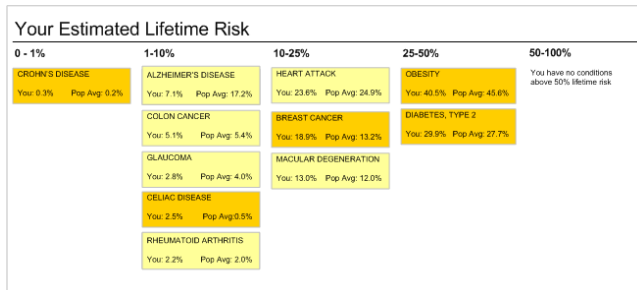 Your Estimated Lifetime Risk
0 - 1%
CROHN'S DISEASE
You: 0.3% Pop Avg: 0.2%
1-10%
ALZHEIMER'S DISEASE
You: 7.1% Pop Avg: 17.2%
COLON CANCER
You: 5.1% Pop Avg: 5.4%
GLAUCOMA
You: 2.8% Pop Avg: 4.0%
CELIAC DISEASE
You: 2.5% Pop Avg:0.5%
RHEUMATOID ARTHRITIS
You: 2.2% Pop Avg: 2.0%
10-25%
HEART ATTACK
You: 23.6% Pop Avg: 24.9%
BREAST CANCER
You: 18.9% Pop Avg: 13.2%
MACULAR DEGENERATION
You: 13.0% Pop Avg: 12.0%
25-50%
OBESITY
You: 40.5% Pop Avg: 45.6%
DIABETES, TYPE 2
You: 29.9% Pop Avg: 27.7%
50-100%
You have no conditions
above 50% lifetime risk